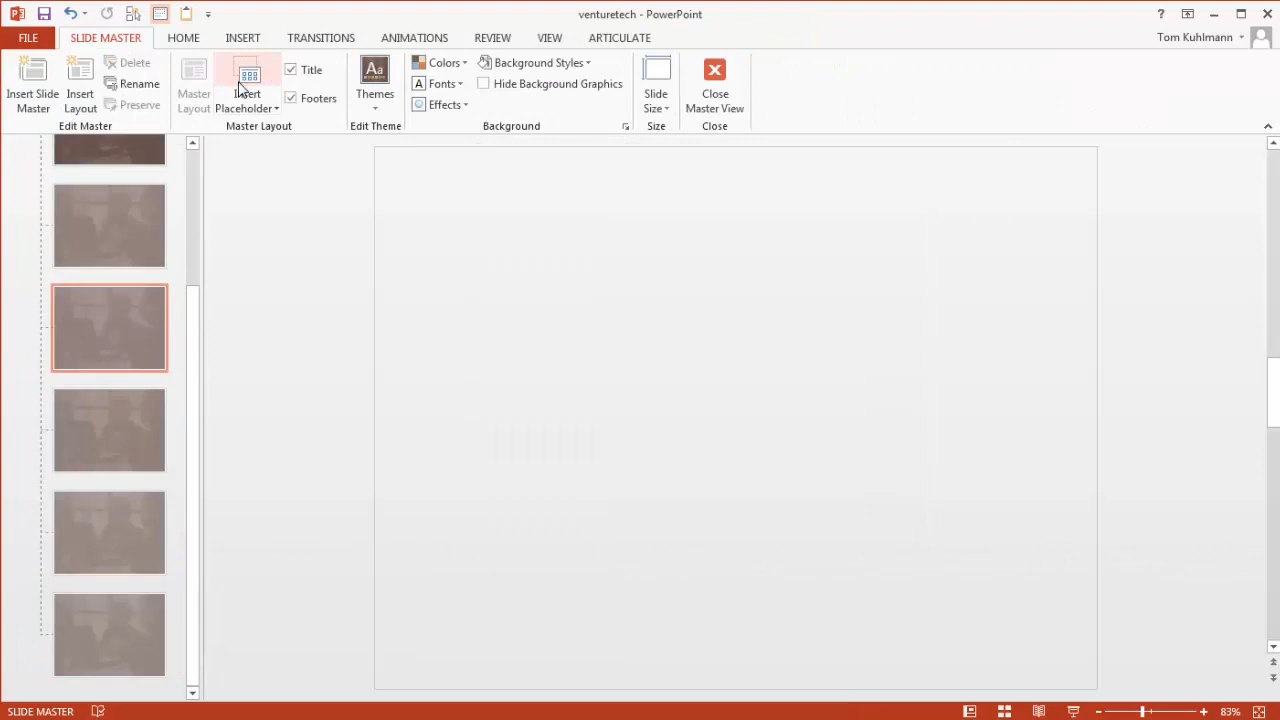 venturetech - PowerPoint
?
FILE SLIDE MASTER HOME INSERT TRANSITIONS ANIMATIONS REVIEW VIEW ARTICULATE Tom Kuhlmann
Insert Slide Master
Insert Layout
Delete
Rename
Preserve
Edit Master
Master Layout
Insert Placeholder
Title
Footers
Master Layout
Aa
Themes
Edit Theme
Colors
A Fonts
Effects
Background Styles
Hide Background Graphics
Background
Slide Size
Size
Close Master View
Close
SLIDE MASTER
83%